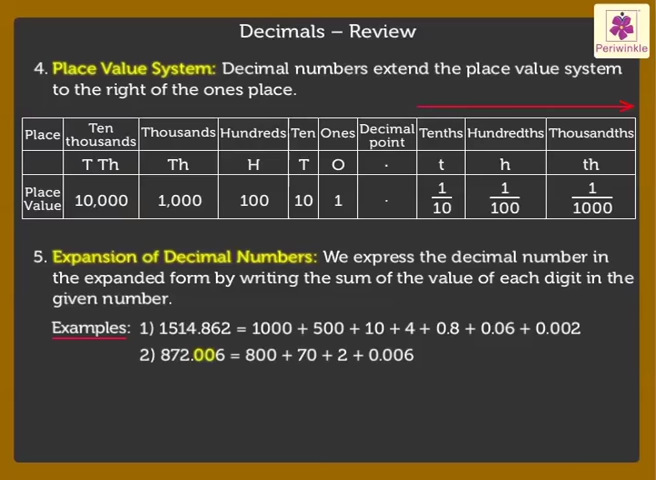 Decimals – Review
Periwinkle
4. Place Value System: Decimal numbers extend the place value system
to the right of the ones place.
Place Ten thousands Thousands Hundreds Ten Ones Decimal point Tenths Hundredths Thousandths
T Th Th H T O . t h th
Place Value 10,000 1,000 100 10 1 . 1/10 1/100 1/1000
5. Expansion of Decimal Numbers: We express the decimal number in
the expanded form by writing the sum of the value of each digit in the
given number.
Examples: 1) 1514.862 = 1000 + 500 + 10 + 4 + 0.8 + 0.06 + 0.002
2) 872.006 = 800 + 70 + 2 + 0.006